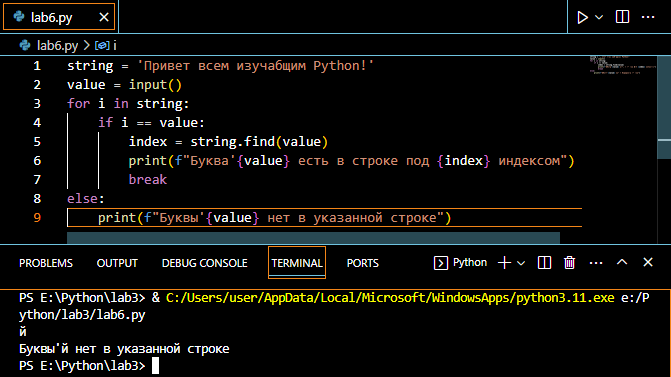 lab6.py
lab6.py > i
1 string = 'Привет всем изучабщим Python!'
2 value = input()
3 for i in string:
4     if i == value:
5         index = string.find(value)
6         print(f"Буква'{value} есть в строке под {index} индексом")
7         break
8 else:
9     print(f"Буквы'{value} нет в указанной строке")
PROBLEMS OUTPUT DEBUG CONSOLE TERMINAL PORTS
Python
PS E:\Python\lab3> & C:/Users/user/AppData/Local/Microsoft/WindowsApps/python3.11.exe e:/P
ython/lab3/lab6.py
й
Буквы'й нет в указанной строке
PS E:\Python\lab3>